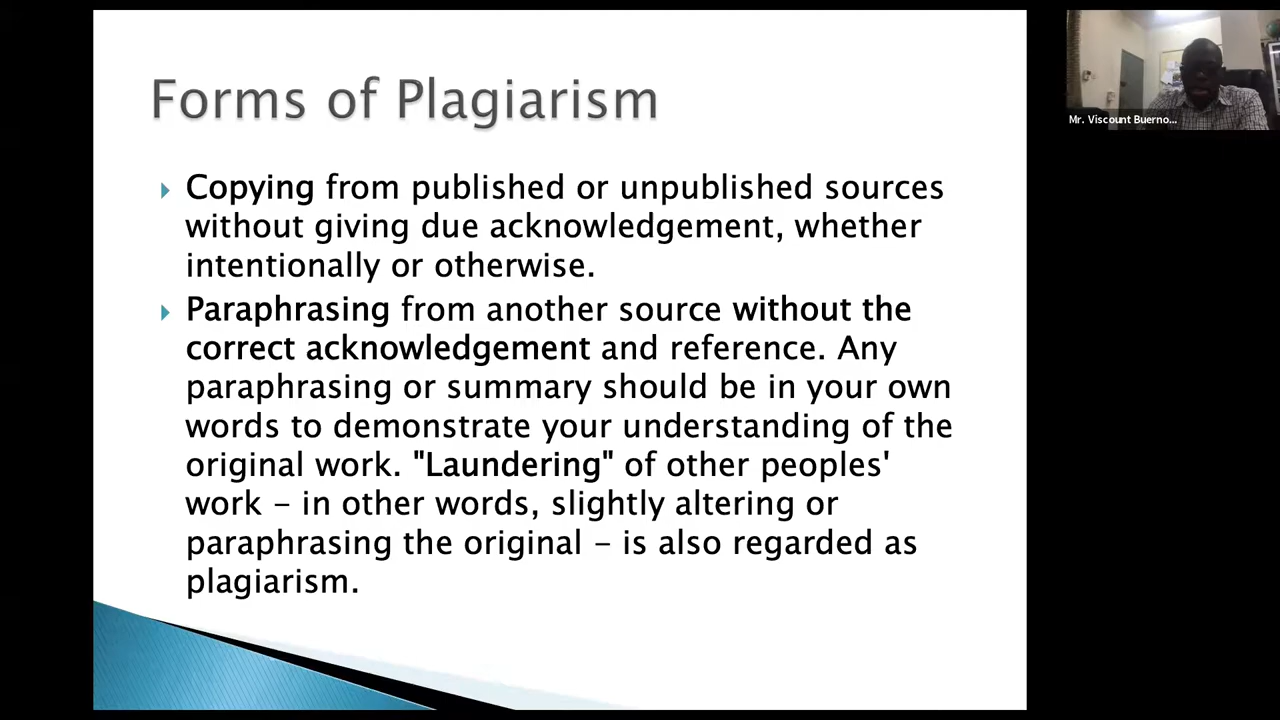 Forms of Plagiarism
Copying from published or unpublished sources
without giving due acknowledgement, whether
intentionally or otherwise.
Paraphrasing from another source without the
correct acknowledgement and reference. Any
paraphrasing or summary should be in your own
words to demonstrate your understanding of the
original work. "Laundering" of other peoples'
work – in other words, slightly altering or
paraphrasing the original – is also regarded as
plagiarism.
Mr. Viscount Buerno...